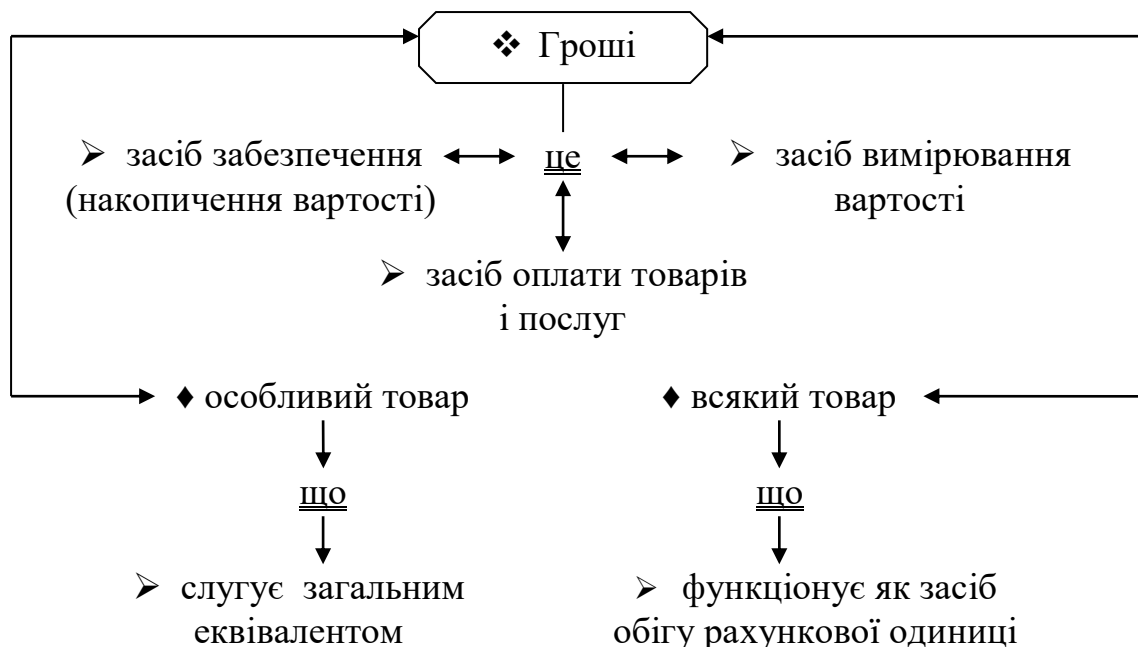 ❖ Гроші
➢ засіб забезпечення
(накопичення вартості)
це
➢ засіб вимірювання
вартості
➢ засіб оплати товарів
і послуг
♦ особливий товар
♦ всякий товар
що
що
➢ слугує загальним
еквівалентом
➢ функціонує як засіб
обігу рахункової одиниці